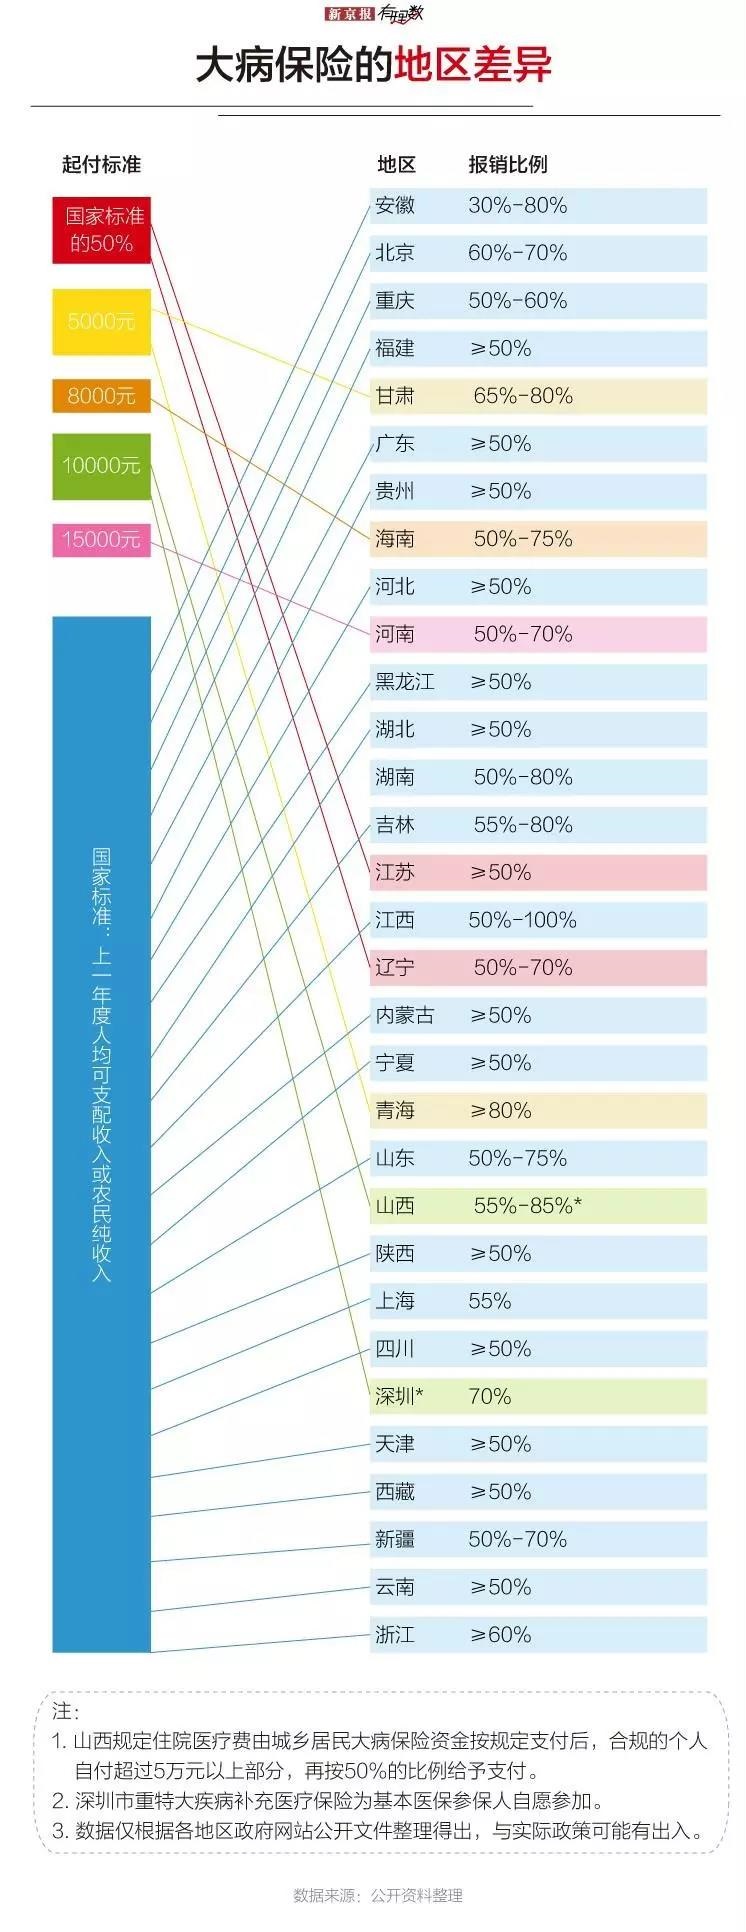 新京报 有理数
大病保险的地区差异
起付标准 地区 报销比例
国家标准
的50%
5000元
8000元
10000元
15000元
国家标准：上一年度人均可支配收入或农民纯收入
安徽 30%-80%
北京 60%-70%
重庆 50%-60%
福建 ≥50%
甘肃 65%-80%
广东 ≥50%
贵州 ≥50%
海南 50%-75%
河北 ≥50%
河南 50%-70%
黑龙江 ≥50%
湖北 ≥50%
湖南 50%-80%
吉林 55%-80%
江苏 ≥50%
江西 50%-100%
辽宁 50%-70%
内蒙古 ≥50%
宁夏 ≥50%
青海 ≥80%
山东 50%-75%
山西 55%-85%*
陕西 ≥50%
上海 55%
四川 ≥50%
深圳* 70%
天津 ≥50%
西藏 ≥50%
新疆 50%-70%
云南 ≥50%
浙江 ≥60%
注：
1. 山西规定住院医疗费由城乡居民大病保险资金按规定支付后，合规的个人
自付超过5万元以上部分，再按50%的比例给予支付。
2. 深圳市重特大疾病补充医疗保险为基本医保参保人自愿参加。
3. 数据仅根据各地区政府网站公开文件整理得出，与实际政策可能有出入。
数据来源：公开资料整理